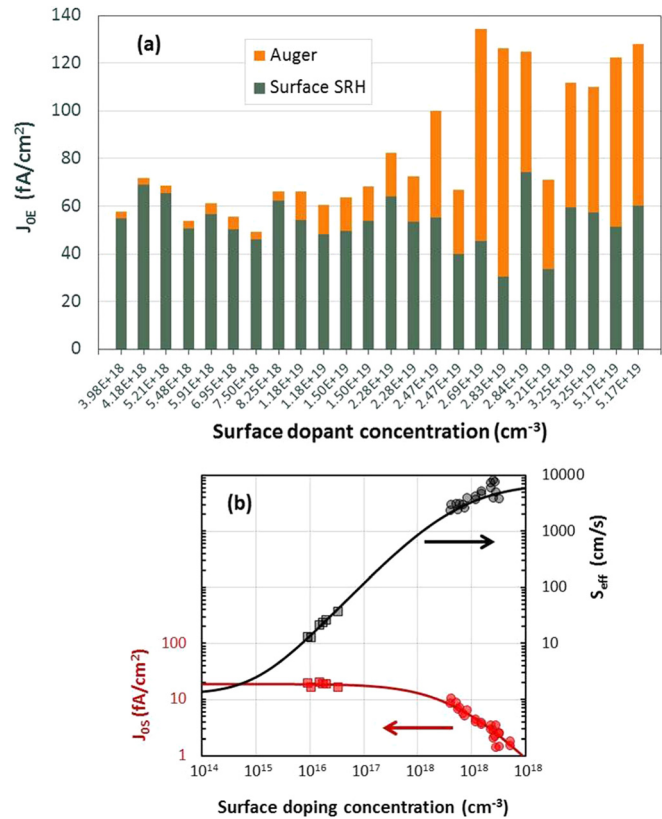 140
120
100
80
60
40
20
0
J0E (fA/cm²)
(a)
Auger
Surface SRH
3.98E+18
4.18E+18
5.21E+18
5.48E+18
5.91E+18
6.95E+18
7.50E+18
8.25E+18
1.18E+19
1.18E+19
1.50E+19
1.50E+19
2.28E+19
2.28E+19
2.47E+19
2.47E+19
2.69E+19
2.83E+19
2.84E+19
3.21E+19
3.25E+19
3.25E+19
5.17E+19
5.17E+19
Surface dopant concentration (cm⁻³)
(b)
10000
1000
100
10
Seff (cm/s)
100
10
1
J0S (fA/cm²)
10¹⁴
10¹⁵
10¹⁶
10¹⁷
10¹⁸
10¹⁸
10¹⁸
Surface doping concentration (cm⁻³)